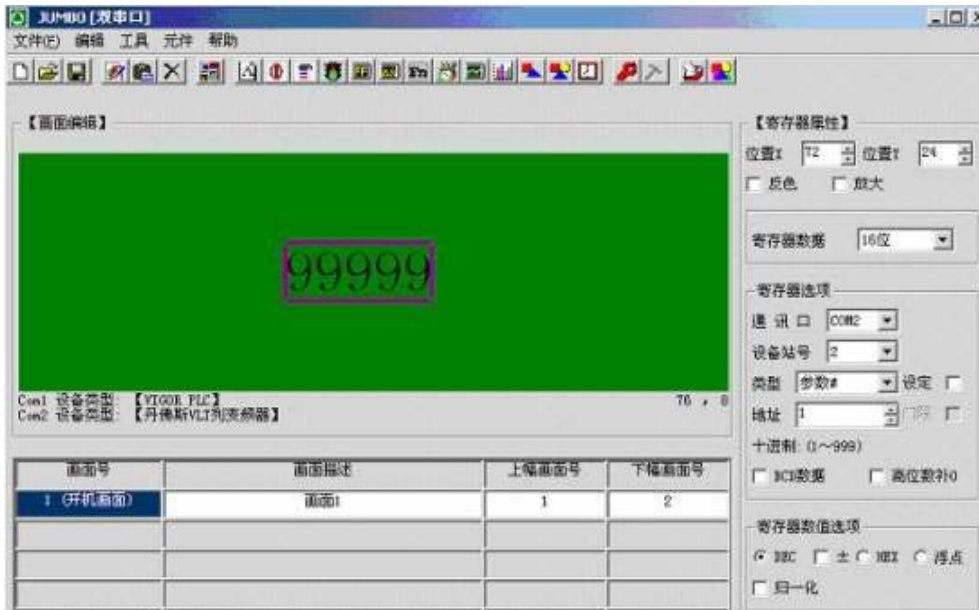 JUMBO [双串口]
文件(F) 编辑 工具 元件 帮助
【画面编辑】
99999
Com1 设备类型: 【VIGOR PLC】
Com2 设备类型: 【丹佛斯VLT列变频器】
76 , 8
画面号 画面描述 上幅画面号 下幅画面号
1 (开机画面) 画面1 1 2
【寄存器属性】
位置X 72 位置Y 24
反色 放大
寄存器数据 16位
寄存器选项
通 讯 口 COM2
设备站号 2
类型 参数# 设定
地址 1
十进制: (1～999)
BCD数据 高位数补0
寄存器数值选项
DEC ± HEX 浮点
归一化